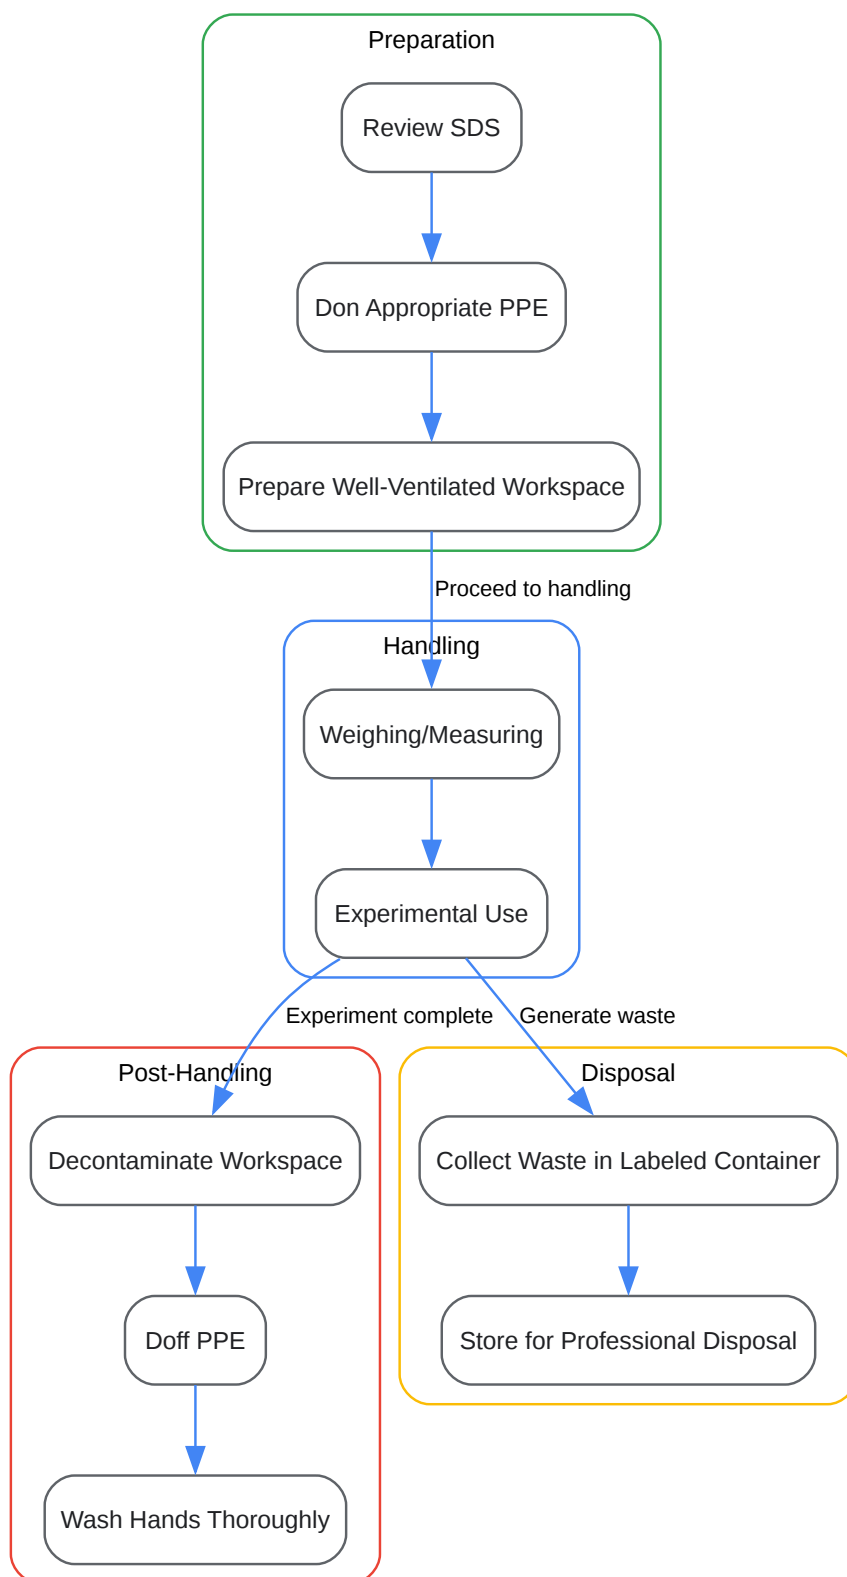 Preparation
Review SDS
Don Appropriate PPE
Prepare Well-Ventilated Workspace
Proceed to handling
Handling
Weighing/Measuring
Experimental Use
Experiment complete
Generate waste
Post-Handling
Decontaminate Workspace
Doff PPE
Wash Hands Thoroughly
Disposal
Collect Waste in Labeled Container
Store for Professional Disposal